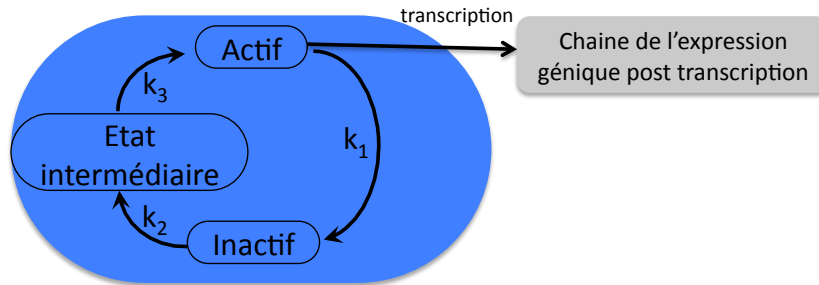 transcription
Actif
Chaine de l’expression
génique post transcription
k3
Etat
intermédiaire
k1
k2
Inactif